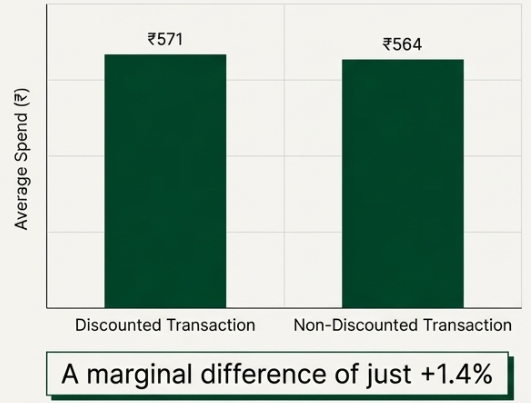 ₹571
₹564
Average Spend (₹)
Discounted Transaction
Non-Discounted Transaction
A marginal difference of just +1.4%